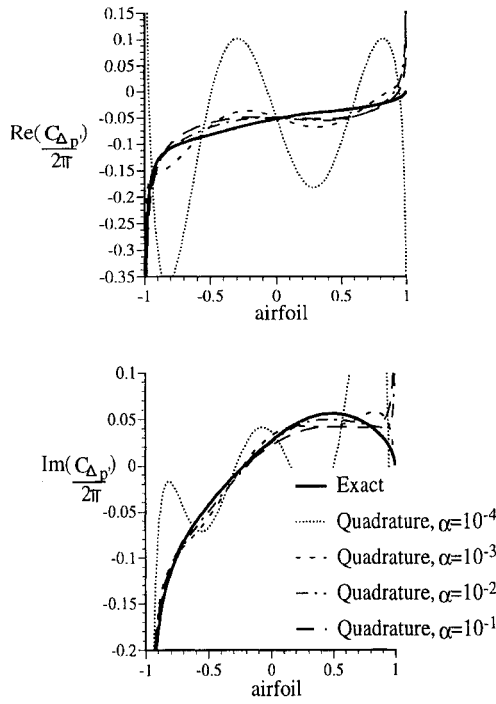 0.15
0.1
0.05
0
-0.05
-0.1
-0.15
-0.2
-0.25
-0.3
-0.35
Re(C_Δp')
2π
-1 -0.5 0 0.5 1
airfoil
0.1
0.05
0
-0.05
-0.1
-0.15
-0.2
Im(C_Δp')
2π
Exact
Quadrature, α=10⁻⁴
Quadrature, α=10⁻³
Quadrature, α=10⁻²
Quadrature, α=10⁻¹
-1 -0.5 0 0.5 1
airfoil